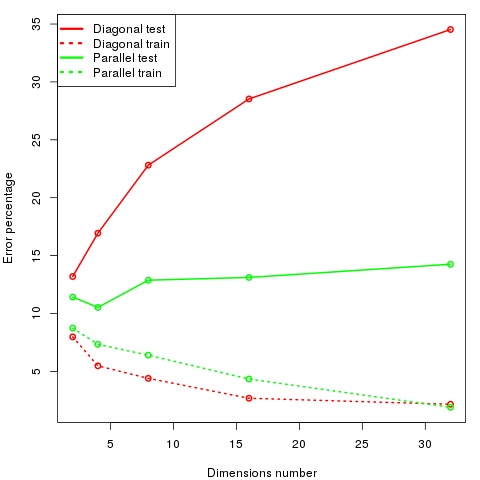 Diagonal test
Diagonal train
Parallel test
Parallel train
Error percentage
35
30
25
20
15
10
5
5 10 15 20 25 30
Dimensions number